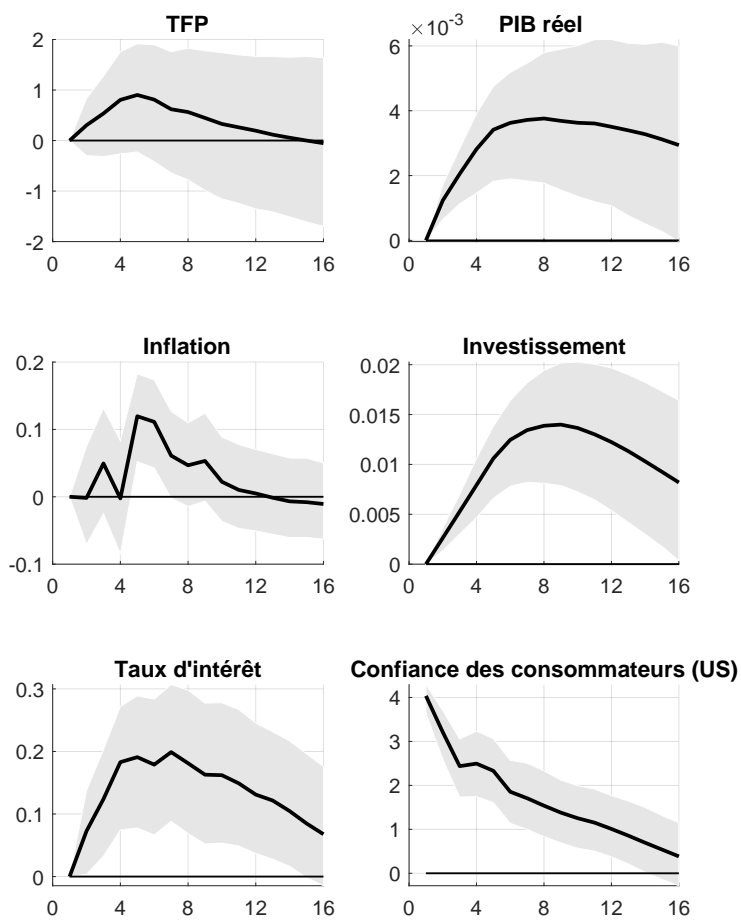 TFP
2
1
0
-1
-2
0 4 8 12 16
PIB réel
×10⁻³
6
4
2
0
0 4 8 12 16
Inflation
0.2
0.1
0
-0.1
0 4 8 12 16
Investissement
0.02
0.015
0.01
0.005
0
0 4 8 12 16
Taux d'intérêt
0.3
0.2
0.1
0
0 4 8 12 16
Confiance des consommateurs (US)
4
3
2
1
0
0 4 8 12 16